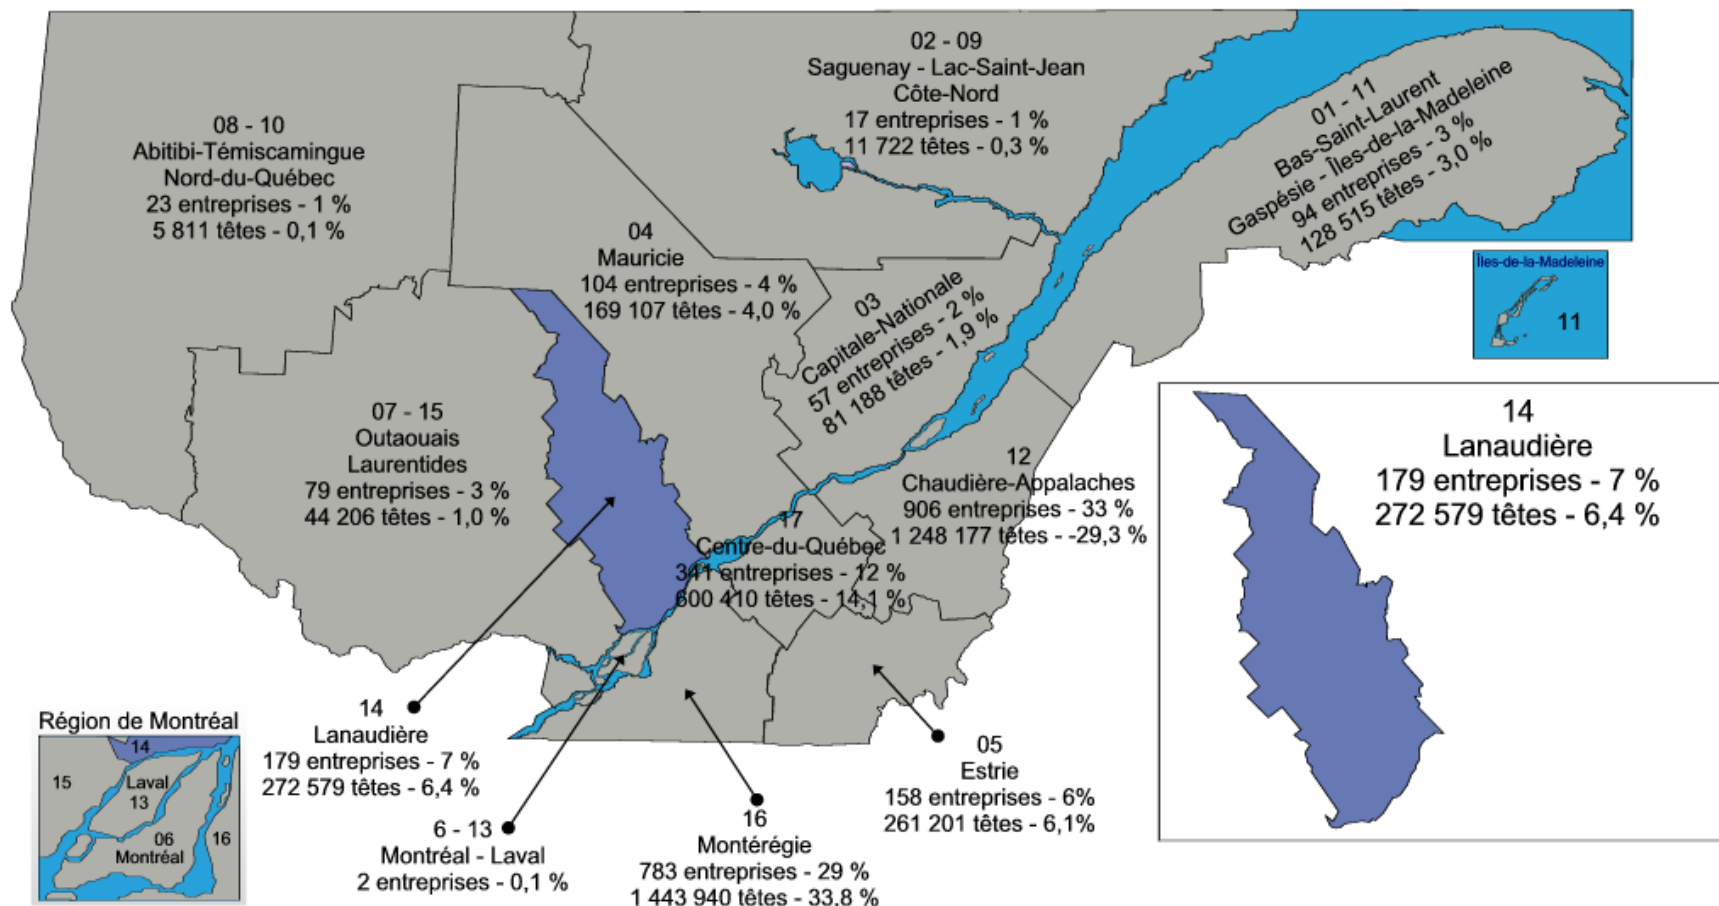 02 - 09
Saguenay - Lac-Saint-Jean
Côte-Nord
17 entreprises - 1 %
11 722 têtes - 0,3 %
01 - 11
Bas-Saint-Laurent
Gaspésie - Îles-de-la-Madeleine
94 entreprises - 3 %
128 515 têtes - 3,0 %
08 - 10
Abitibi-Témiscamingue
Nord-du-Québec
23 entreprises - 1 %
5 811 têtes - 0,1 %
04
Mauricie
104 entreprises - 4 %
169 107 têtes - 4,0 %
03
Capitale-Nationale
57 entreprises - 2 %
81 188 têtes - 1,9 %
Îles-de-la-Madeleine
11
07 - 15
Outaouais
Laurentides
79 entreprises - 3 %
44 206 têtes - 1,0 %
12
Chaudière-Appalaches
906 entreprises - 33 %
1 248 177 têtes - -29,3 %
17
Centre-du-Québec
341 entreprises - 12 %
600 410 têtes - 14,1 %
14
Lanaudière
179 entreprises - 7 %
272 579 têtes - 6,4 %
14
Lanaudière
179 entreprises - 7 %
272 579 têtes - 6,4 %
Région de Montréal
14
15
Laval
13
06
Montréal
16
6 - 13
Montréal - Laval
2 entreprises - 0,1 %
16
Montérégie
783 entreprises - 29 %
1 443 940 têtes - 33,8 %
05
Estrie
158 entreprises - 6%
261 201 têtes - 6,1%